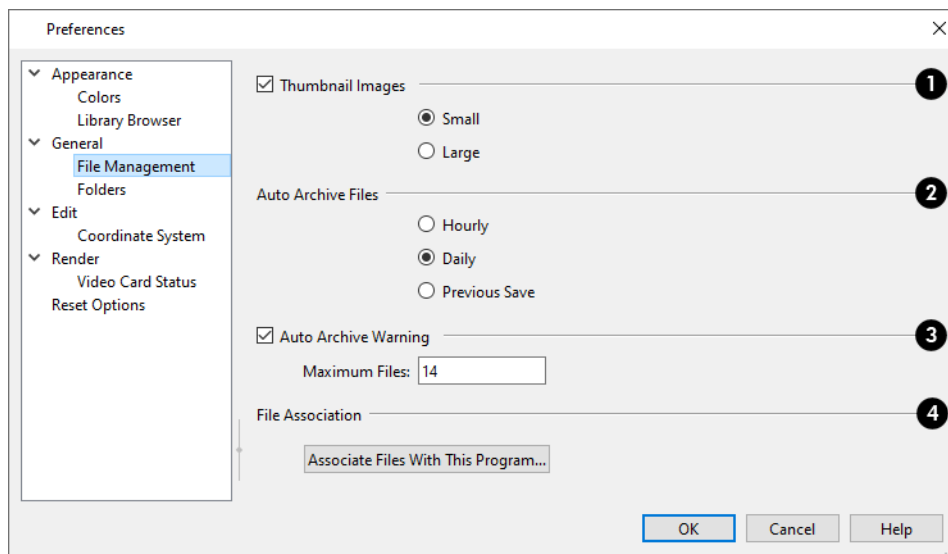 Preferences
Appearance
Colors
Library Browser
General
File Management
Folders
Edit
Coordinate System
Render
Video Card Status
Reset Options
Thumbnail Images
1
Small
Large
Auto Archive Files
2
Hourly
Daily
Previous Save
Auto Archive Warning
3
Maximum Files: 14
File Association
4
Associate Files With This Program...
OK Cancel Help